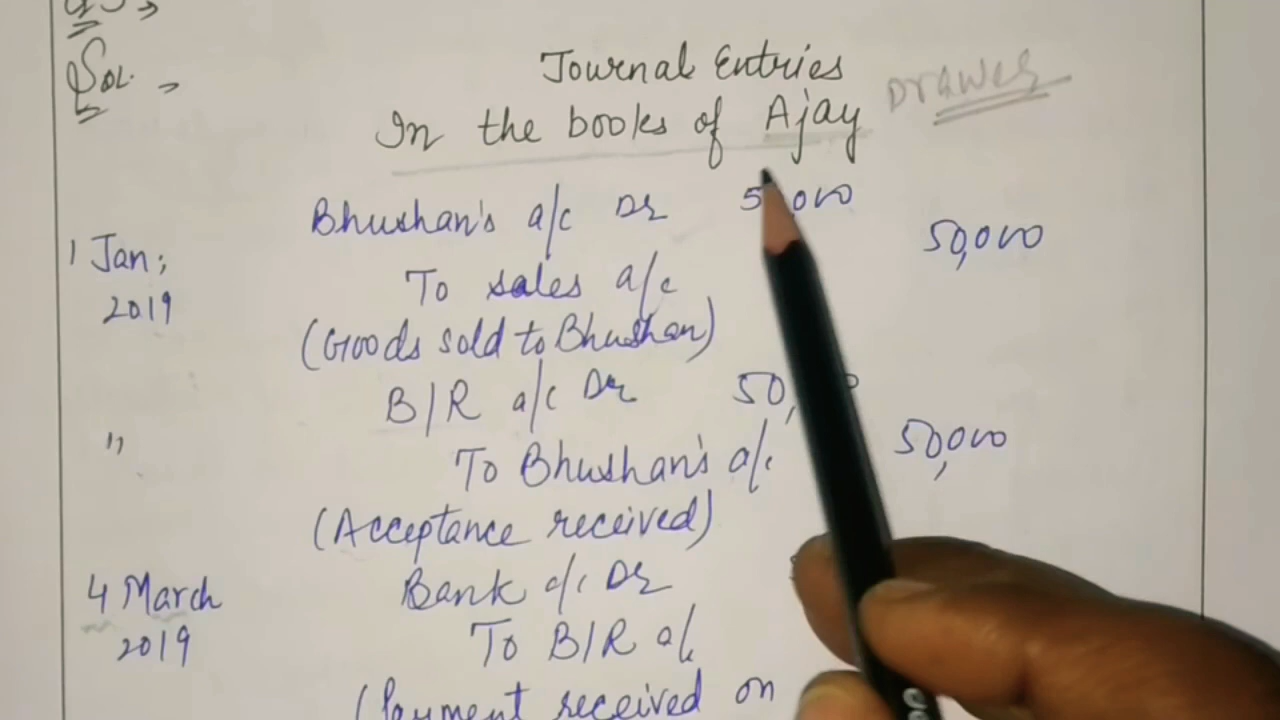 Sol. →
Journal Entries
In the books of Ajay Drawer
Bhushan's a/c Dr 50,000
1 Jan; 2019
To sales a/c 50,000
(Goods sold to Bhushan)
B/R a/c Dr
"
To Bhushan's a/c 50,000
(Acceptance received)
4 March 2019
Bank a/c Dr
To B/R a/c
(Payment received on